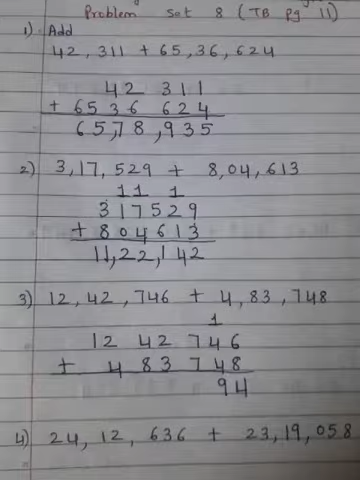 Problem set 8 (TB pg 11)
1) Add
42,311 + 65,36,624
42 311
+ 6536 624
65,78,935
2) 3,17,529 + 8,04,613
11 1
317529
+ 804613
11,22,142
3) 12,42,746 + 4,83,748
1
12 42 746
+ 4 83 748
94
4) 24,12,636 + 23,19,058